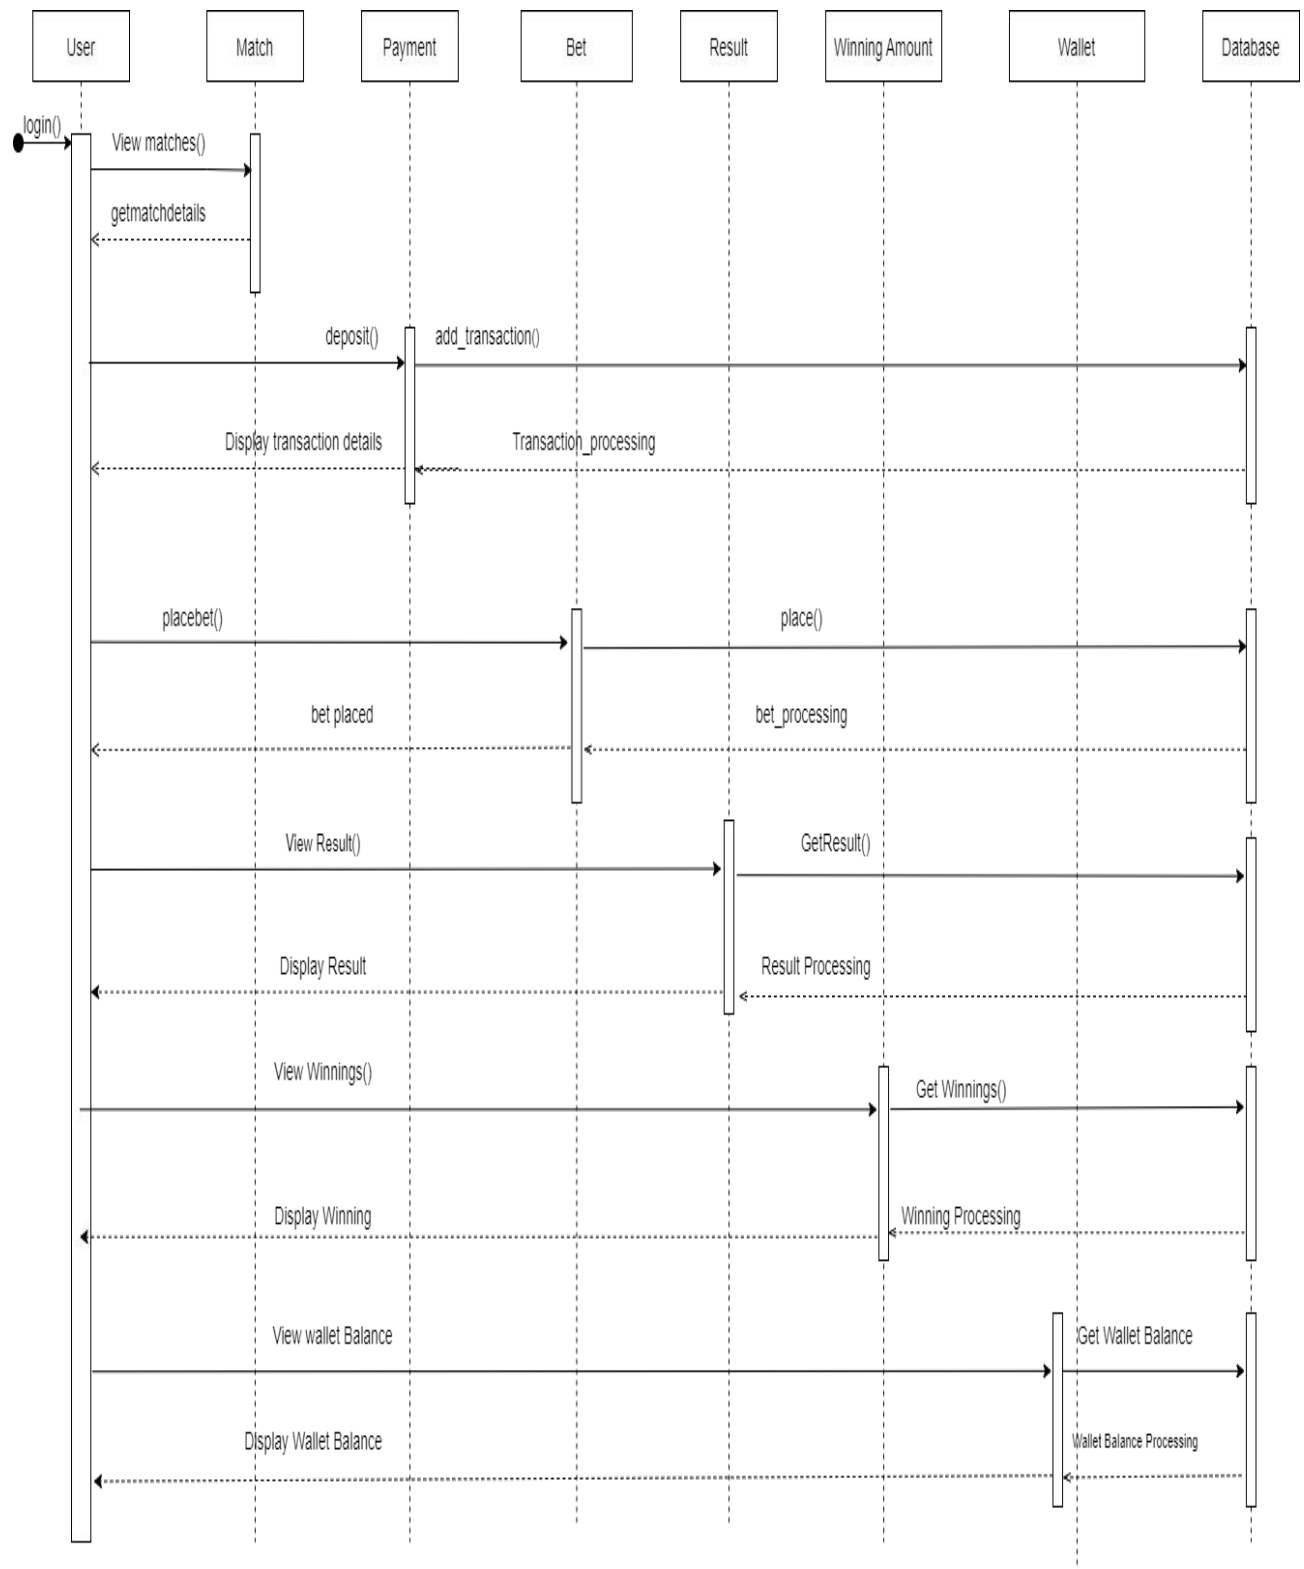 User
Match
Payment
Bet
Result
Winning Amount
Wallet
Database
login()
View matches()
getmatchdetails
deposit()
add_transaction()
Display transaction details
Transaction_processing
placebet()
place()
bet placed
bet_processing
View Result()
GetResult()
Display Result
Result Processing
View Winnings()
Get Winnings()
Display Winning
Winning Processing
View wallet Balance
Get Wallet Balance
Display Wallet Balance
Wallet Balance Processing